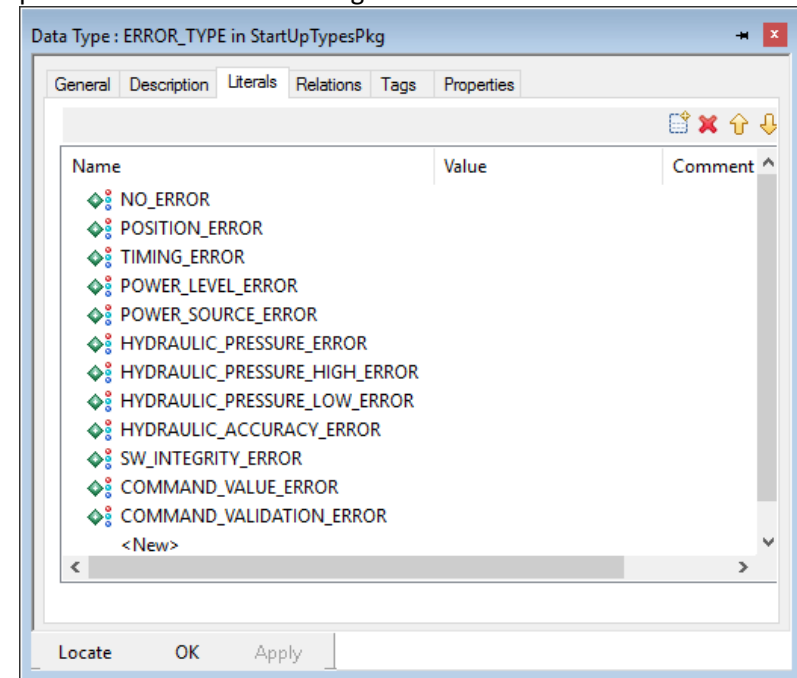 Data Type : ERROR_TYPE in StartUpTypesPkg
General Description Literals Relations Tags Properties
Name Value Comment
NO_ERROR
POSITION_ERROR
TIMING_ERROR
POWER_LEVEL_ERROR
POWER_SOURCE_ERROR
HYDRAULIC_PRESSURE_ERROR
HYDRAULIC_PRESSURE_HIGH_ERROR
HYDRAULIC_PRESSURE_LOW_ERROR
HYDRAULIC_ACCURACY_ERROR
SW_INTEGRITY_ERROR
COMMAND_VALUE_ERROR
COMMAND_VALIDATION_ERROR
<New>
Locate OK Apply